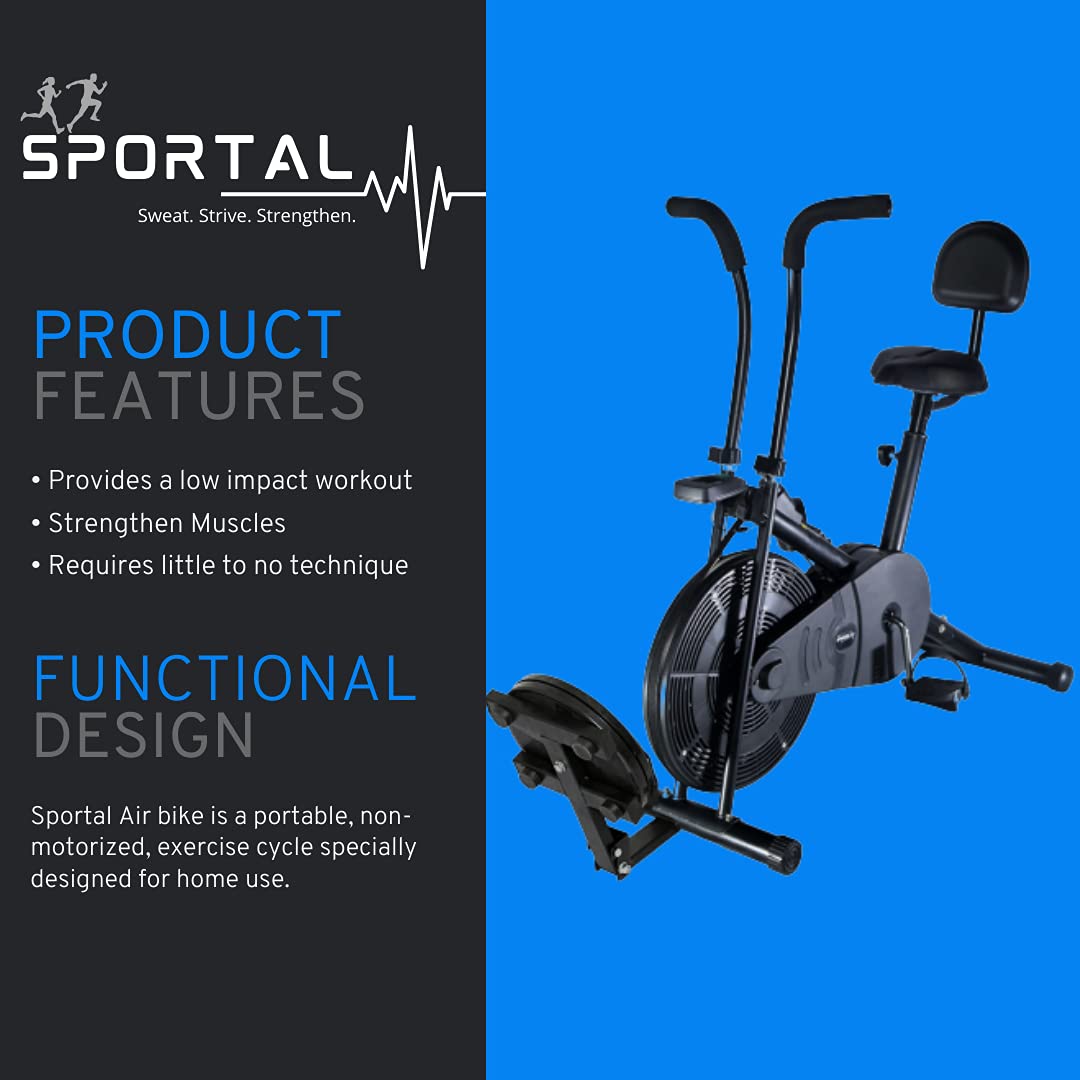 SPORTAL
Sweat. Strive. Strengthen.
PRODUCT
FEATURES
• Provides a low impact workout
• Strengthen Muscles
• Requires little to no technique
FUNCTIONAL
DESIGN
Sportal Air bike is a portable, non-
motorized, exercise cycle specially
designed for home use.